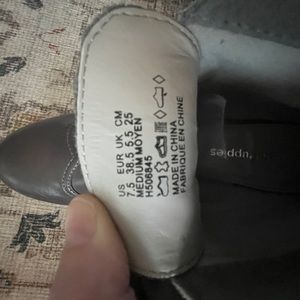 US EUR UK CM
7.5 38.5 5.5 25
MEDIUM MOYEN
H506845
MADE IN CHINA
FABRIQUE EN CHINE